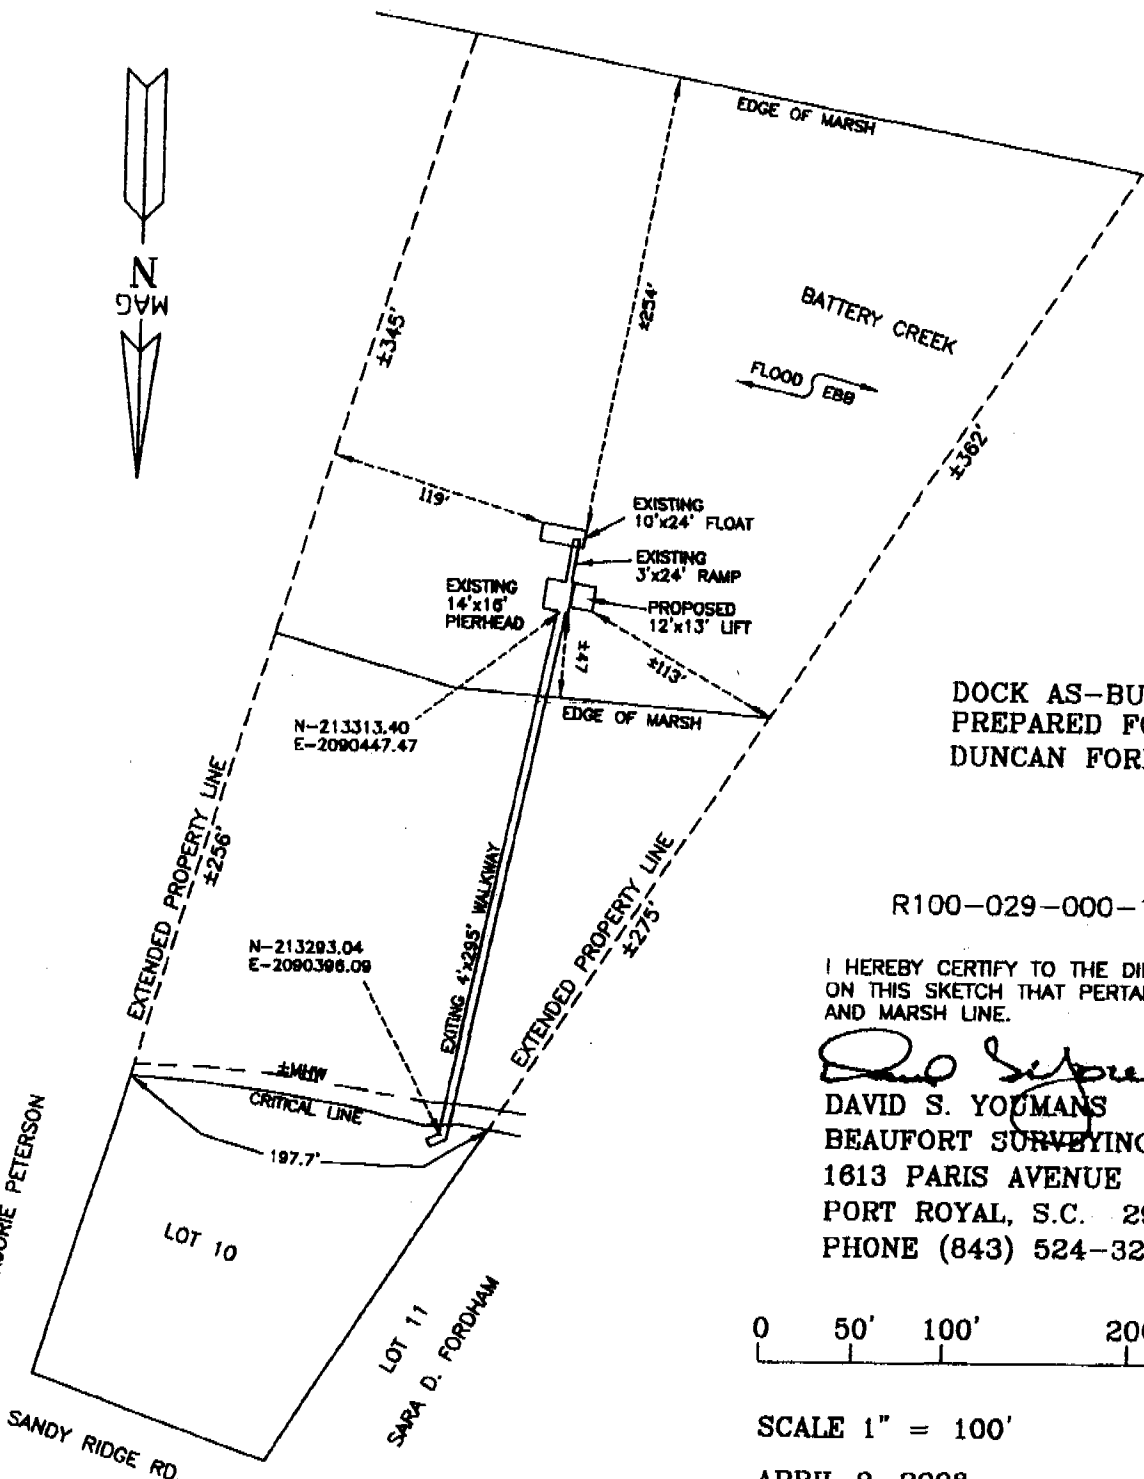 EDGE OF MARSH
N
MAG
±345'
±254'
BATTERY CREEK
FLOOD
EBB
±362'
119'
EXISTING
10'x24' FLOAT
EXISTING
3'x24' RAMP
EXISTING
14'x16'
PIERHEAD
PROPOSED
12'x13' LIFT
±47
±113'
EDGE OF MARSH
N-213313.40
E-2090447.47
DOCK AS-BU
PREPARED FO
DUNCAN FOR
EXTENDED PROPERTY LINE
±256'
EXITING 4'x295' WALKWAY
EXTENDED PROPERTY LINE
±275'
R100-029-000-
N-213293.04
E-2090396.09
I HEREBY CERTIFY TO THE DI
ON THIS SKETCH THAT PERTA
AND MARSH LINE.
±MHW
CRITICAL LINE
197.7'
DAVID S. YOUMANS
BEAUFORT SURVEYING
1613 PARIS AVENUE
PORT ROYAL, S.C. 29
PHONE (843) 524-32
ORIE PETERSON
LOT 10
LOT 11
SARA D. FORDHAM
SANDY RIDGE RD.
0 50' 100' 200
SCALE 1" = 100'